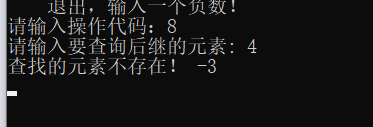 退出，输入一个负数!
请输入操作代码：8
请输入要查询后继的元素: 4
查找的元素不存在！ -3